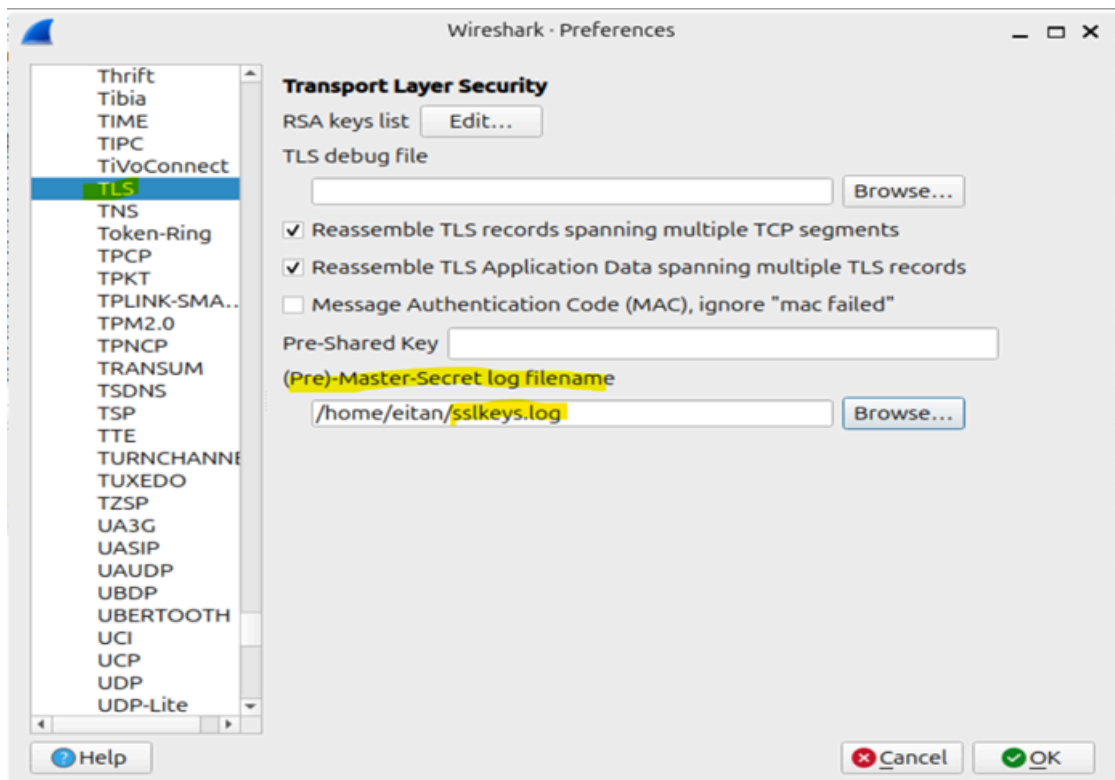 Wireshark · Preferences
Thrift
Tibia
TIME
TIPC
TiVoConnect
TLS
TNS
Token-Ring
TPCP
TPKT
TPLINK-SMA..
TPM2.0
TPNCP
TRANSUM
TSDNS
TSP
TTE
TURNCHANNE
TUXEDO
TZSP
UA3G
UASIP
UAUDP
UBDP
UBERTOOTH
UCI
UCP
UDP
UDP-Lite
Transport Layer Security
RSA keys list Edit...
TLS debug file
Browse...
Reassemble TLS records spanning multiple TCP segments
Reassemble TLS Application Data spanning multiple TLS records
Message Authentication Code (MAC), ignore "mac failed"
Pre-Shared Key
(Pre)-Master-Secret log filename
/home/eitan/sslkeys.log Browse...
Help Cancel OK